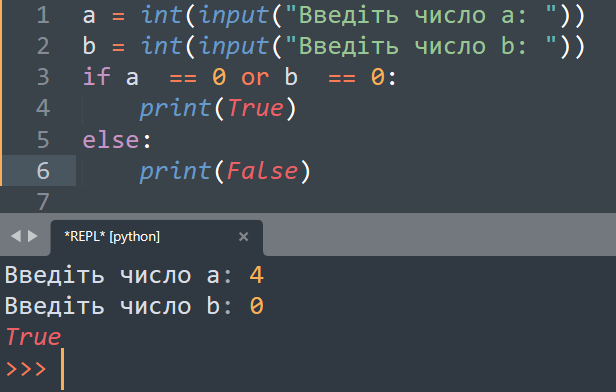 1 a = int(input("Введіть число a: "))
2 b = int(input("Введіть число b: "))
3 if a  == 0 or b  == 0:
4     print(True)
5 else:
6     print(False)
7
*REPL* [python] ×
Введіть число a: 4
Введіть число b: 0
True
>>>